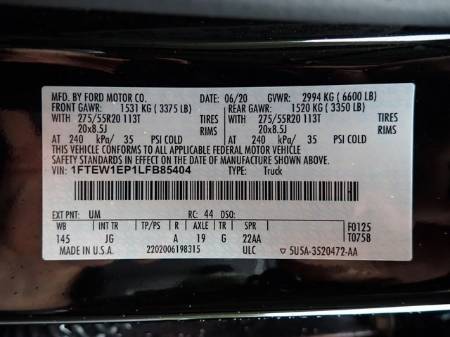 MFD. BY FORD MOTOR CO. 06/20 GVWR: 2994 KG ( 6600 LB)
FRONT GAWR: 1531 KG ( 3375 LB) REAR GAWR: 1520 KG ( 3350 LB)
WITH 275/55R20 113T TIRES WITH 275/55R20 113T TIRES
20x8.5J RIMS 20x8.5J RIMS
AT 240 kPa/ 35 PSI COLD AT 240 kPa/ 35 PSI COLD
THIS VEHICLE CONFORMS TO ALL APPLICABLE FEDERAL MOTOR VEHICLE
SAFETY AND THEFT PREVENTION STANDARDS IN EFFECT ON THE DATE OF MANUFACTURE SHOWN ABOVE.
VIN: 1FTEW1EP1LFB85404 TYPE: Truck
EXT PNT: UM RC: 44 DSO:
WB INT TR TP/PS R AXLE TR SPR F0125
145 JG A 19 G 22AA T0758
MADE IN U.S.A. 2202006198315 ULC 5U5A-3520472-AA